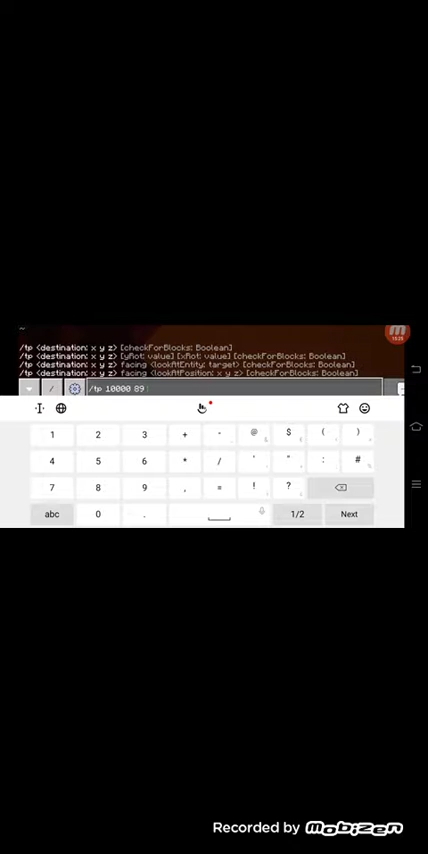 ~
/tp <destination: x y z> [checkForBlocks: Boolean]
/tp <destination: x y z> [yRot: value] [xRot: value] [checkForBlocks: Boolean]
/tp <destination: x y z> facing <lookAtEntity: target> [checkForBlocks: Boolean]
/tp <destination: x y z> facing <lookAtPosition: x y z> [checkForBlocks: Boolean]
/ /tp 10000 89
1 2 3 + - @ $ ( )
4 5 6 * / ' " : #
7 8 9 , = ! ?
abc 0 . 1/2 Next
Recorded by Mobizen